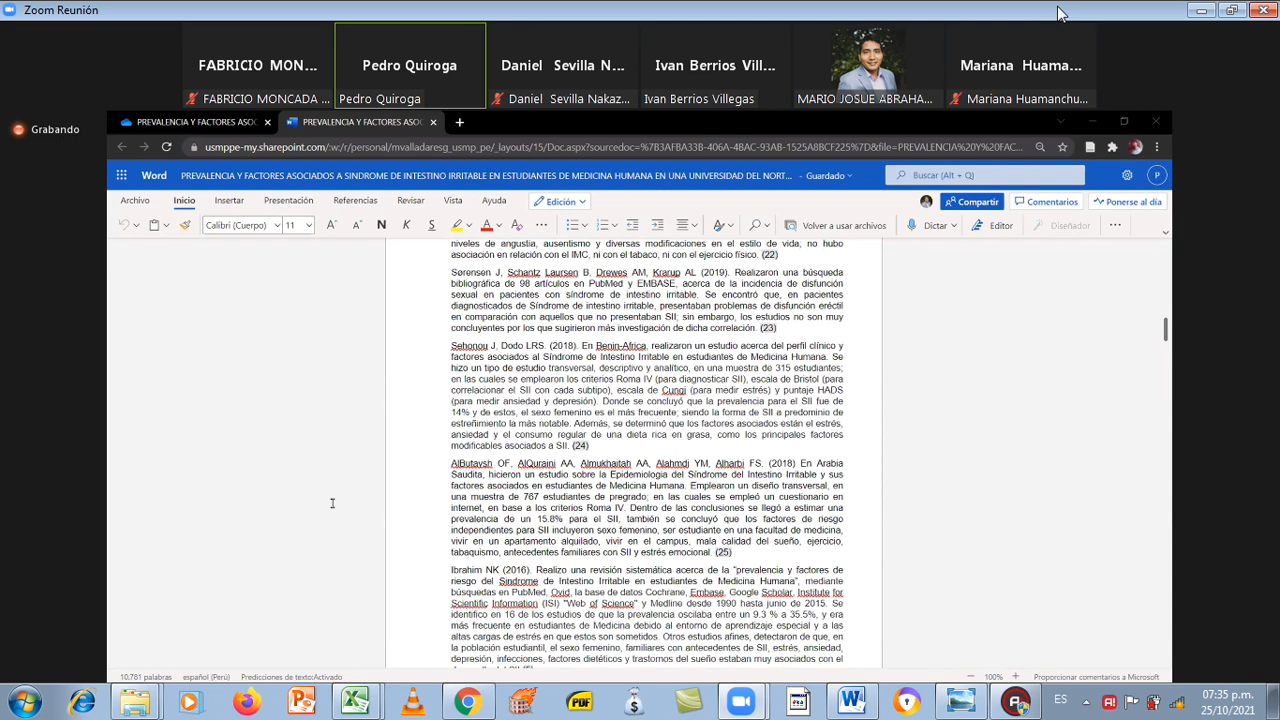 Zoom Reunión
FABRICIO MON...
Pedro Quiroga
Daniel Sevilla N...
Ivan Berrios Vill...
Mariana Huama...
FABRICIO MONCADA ...
Pedro Quiroga
Daniel Sevilla Nakaz...
Ivan Berrios Villegas
MARIO JOSUE ABRAHA...
Mariana Huamanchu...
Grabando
PREVALENCIA Y FACTORES ASOC
PREVALENCIA Y FACTORES ASOC
usmppe-my.sharepoint.com/:w:/r/personal/mvalladaresg_usmp_pe/_layouts/15/Doc.aspx?sourcedoc=%7B3AFBA33B-406A-4BAC-93AB-1525A8BCF725%7D&file=PREVALENCIA%20Y%20FAC...
Word
PREVALENCIA Y FACTORES ASOCIADOS A SINDROME DE INTESTINO IRRITABLE EN ESTUDIANTES DE MEDICINA HUMANA EN UNA UNIVERSIDAD DEL NORT...
- Guardado
Buscar (Alt + Q)
P
Archivo Inicio Insertar Presentación Referencias Revisar Vista Ayuda
Edición
Compartir
Comentarios
Ponerse al día
Calibri (Cuerpo) 11
N K S
Volver a usar archivos
Dictar
Editor
Diseñador
niveles de angustia, ausentismo y diversas modificaciones en el estilo de vida; no hubo
asociación en relación con el IMC, ni con el tabaco, ni con el ejercicio físico. (22)
Sørensen J, Schantz Laursen B. Drewes AM, Krarup AL (2019). Realizaron una búsqueda
bibliográfica de 98 artículos en PubMed y EMBASE, acerca de la incidencia de disfunción
sexual en pacientes con síndrome de intestino irritable. Se encontró que, en pacientes
diagnosticados de Síndrome de intestino irritable, presentaban problemas de disfunción eréctil
en comparación con aquellos que no presentaban SII; sin embargo, los estudios no son muy
concluyentes por los que sugirieron más investigación de dicha correlación. (23)
Sehonou J, Dodo LRS. (2018). En Benin-Africa, realizaron un estudio acerca del perfil clínico y
factores asociados al Síndrome de Intestino Irritable en estudiantes de Medicina Humana. Se
hizo un tipo de estudio transversal, descriptivo y analítico, en una muestra de 315 estudiantes;
en las cuales se emplearon los criterios Roma IV (para diagnosticar SII), escala de Bristol (para
correlacionar el SII con cada subtipo), escala de Cungi (para medir estrés) y puntaje HADS
(para medir ansiedad y depresión). Donde se concluyó que la prevalencia para el SII fue de
14% y de estos, el sexo femenino es el más frecuente; siendo la forma de SII a predominio de
estreñimiento la más notable. Además, se determinó que los factores asociados están el estrés,
ansiedad y el consumo regular de una dieta rica en grasa, como los principales factores
modificables asociados a SII. (24)
AlButaysh OF, AlQuraini AA, Almukhaitah AA, Alahmdi YM, Alharbi FS. (2018) En Arabia
Saudita, hicieron un estudio sobre la Epidemiologia del Síndrome del Intestino Irritable y sus
factores asociados en estudiantes de Medicina Humana. Emplearon un diseño transversal, en
una muestra de 767 estudiantes de pregrado; en las cuales se empleó un cuestionario en
internet, en base a los criterios Roma IV. Dentro de las conclusiones se llegó a estimar una
prevalencia de un 15.8% para el SII, también se concluyó que los factores de riesgo
independientes para SII incluyeron sexo femenino, ser estudiante en una facultad de medicina,
vivir en un apartamento alquilado, vivir en el campus, mala calidad del sueño, ejercicio,
tabaquismo, antecedentes familiares con SII y estrés emocional. (25)
Ibrahim NK (2016). Realizo una revisión sistemática acerca de la "prevalencia y factores de
riesgo del Sindrome de Intestino Irritable en estudiantes de Medicina Humana", mediante
búsquedas en PubMed, Ovid, la base de datos Cochrane, Embase, Google Scholar, Institute for
Scientific Information (ISI) "Web of Science" y Medline desde 1990 hasta junio de 2015. Se
identifico en 16 de los estudios de que la prevalencia oscilaba entre un 9.3 % a 35.5%, y era
más frecuente en estudiantes de Medicina debido al entorno de aprendizaje especial y a las
altas cargas de estrés en que estos son sometidos. Otros estudios afines, detectaron de que, en
la población estudiantil, el sexo femenino, familiares con antecedentes de SII, estrés, ansiedad,
depresión, infecciones, factores dietéticos y trastornos del sueño estaban muy asociados con el
10,781 palabras español (Perú) Predicciones de texto:Activado
100%
Proporcionar comentarios a Microsoft
ES
07:35 p.m.
25/10/2021